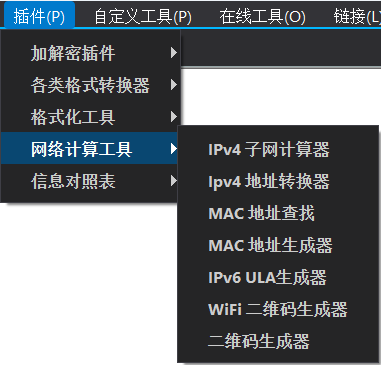 插件(P) 自定义工具(P) 在线工具(O) 链接(L
加解密插件
各类格式转换器
格式化工具
网络计算工具
信息对照表
IPv4 子网计算器
Ipv4 地址转换器
MAC 地址查找
MAC 地址生成器
IPv6 ULA生成器
WiFi 二维码生成器
二维码生成器